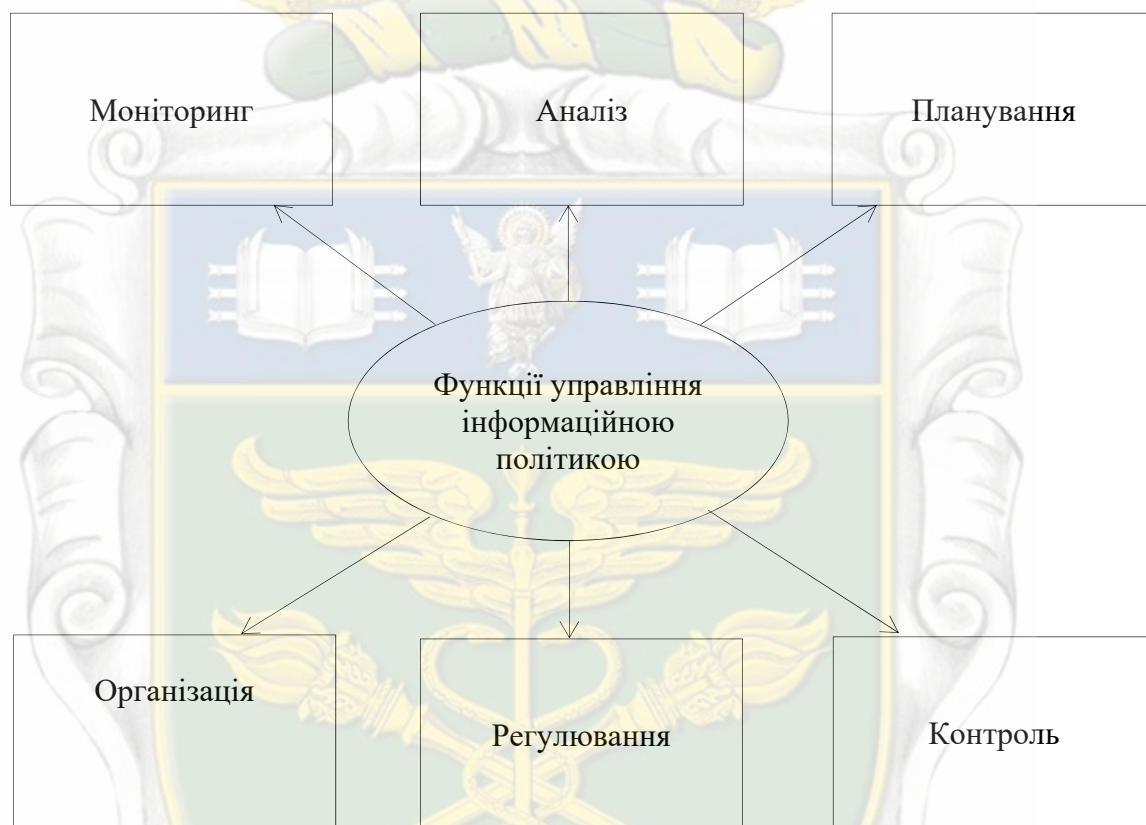 Моніторинг
Аналіз
Планування
Функції управління
інформаційною
політикою
Організація
Регулювання
Контроль